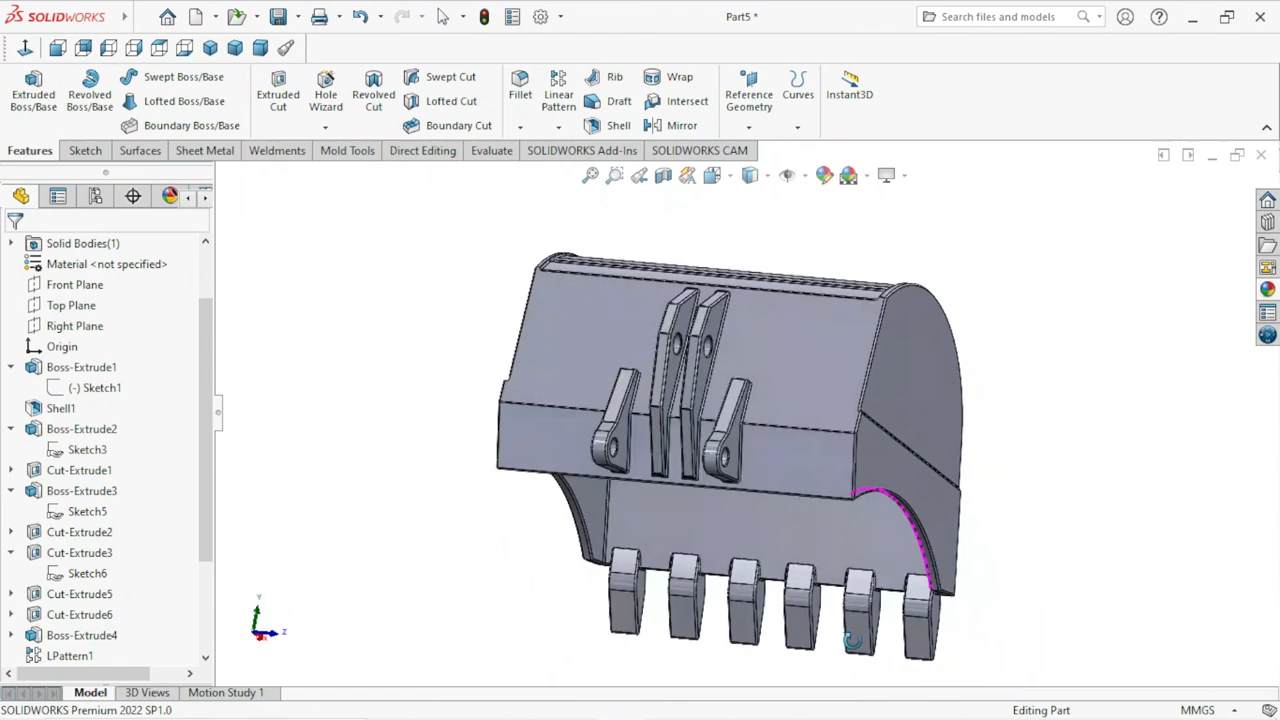 SOLIDWORKS
Part5 *
Search files and models
Extruded Boss/Base
Revolved Boss/Base
Swept Boss/Base
Lofted Boss/Base
Boundary Boss/Base
Extruded Cut
Hole Wizard
Revolved Cut
Swept Cut
Lofted Cut
Boundary Cut
Fillet
Linear Pattern
Rib
Draft
Shell
Wrap
Intersect
Mirror
Reference Geometry
Curves
Instant3D
Features
Sketch
Surfaces
Sheet Metal
Weldments
Mold Tools
Direct Editing
Evaluate
SOLIDWORKS Add-Ins
SOLIDWORKS CAM
Solid Bodies(1)
Material <not specified>
Front Plane
Top Plane
Right Plane
Origin
Boss-Extrude1
(-) Sketch1
Shell1
Boss-Extrude2
Sketch3
Cut-Extrude1
Boss-Extrude3
Sketch5
Cut-Extrude2
Cut-Extrude3
Sketch6
Cut-Extrude5
Cut-Extrude6
Boss-Extrude4
LPattern1
Y
Z
Model
3D Views
Motion Study 1
SOLIDWORKS Premium 2022 SP1.0
Editing Part
MMGS